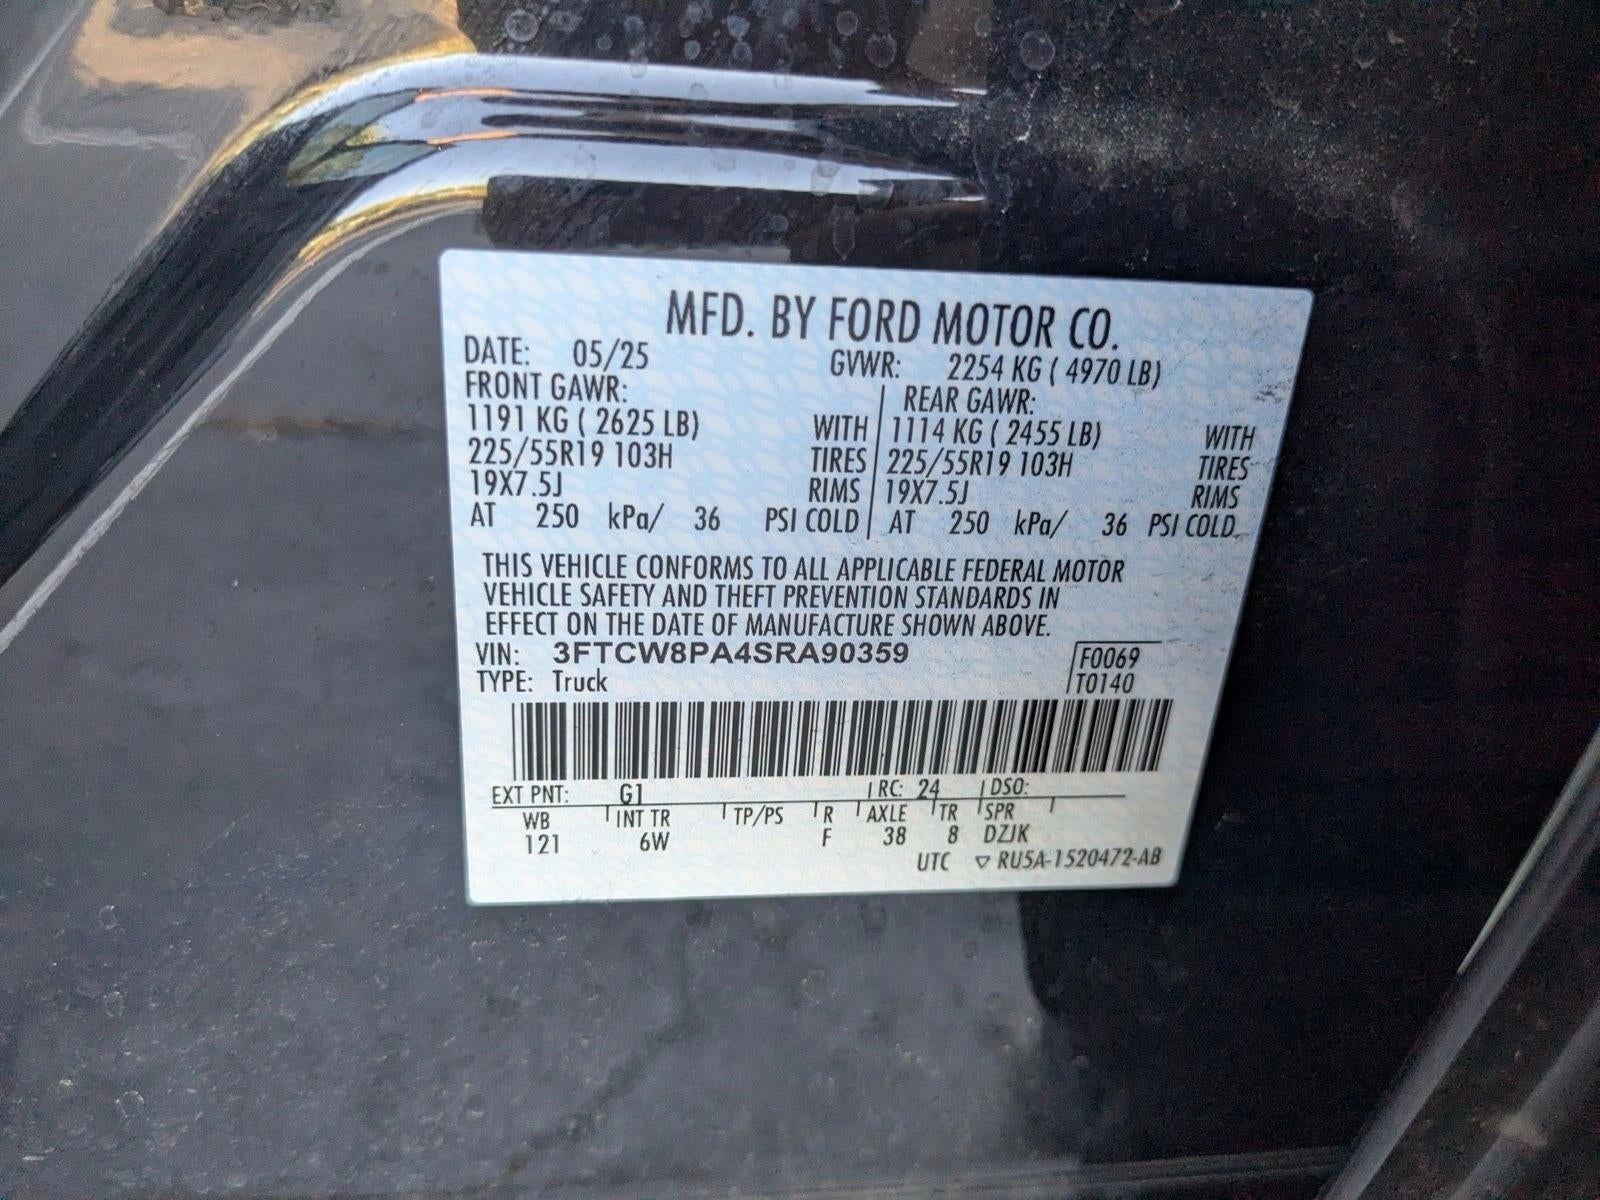 MFD. BY FORD MOTOR CO.
DATE: 05/25 GVWR: 2254 KG ( 4970 LB)
FRONT GAWR: REAR GAWR:
1191 KG ( 2625 LB) WITH 1114 KG ( 2455 LB) WITH
225/55R19 103H TIRES 225/55R19 103H TIRES
19X7.5J RIMS 19X7.5J RIMS
AT 250 kPa/ 36 PSI COLD AT 250 kPa/ 36 PSI COLD
THIS VEHICLE CONFORMS TO ALL APPLICABLE FEDERAL MOTOR
VEHICLE SAFETY AND THEFT PREVENTION STANDARDS IN
EFFECT ON THE DATE OF MANUFACTURE SHOWN ABOVE.
VIN: 3FTCW8PA4SRA90359 F0069
TYPE: Truck T0140
EXT PNT: G1 RC: 24 DSO:
WB INT TR TP/PS R AXLE TR SPR
121 6W F 38 8 DZJK
UTC ▽ RU5A-1520472-AB